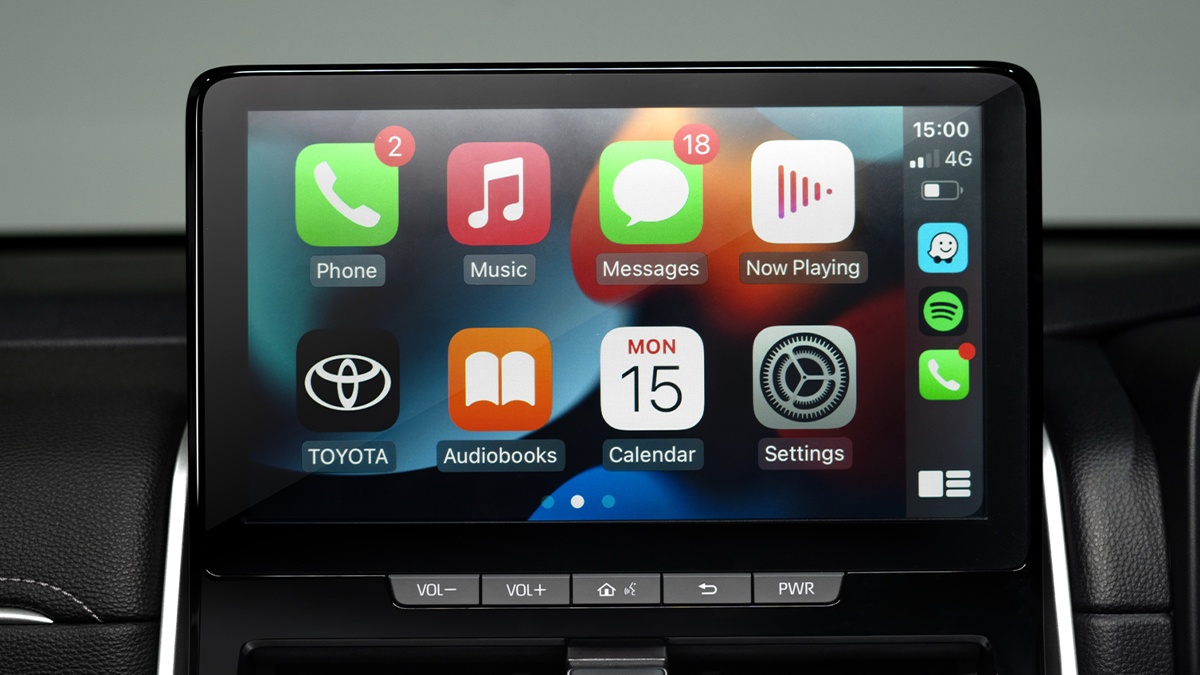 15:00
4G
2
18
Phone
Music
Messages
Now Playing
MON
15
TOYOTA
Audiobooks
Calendar
Settings
VOL−
VOL+
PWR